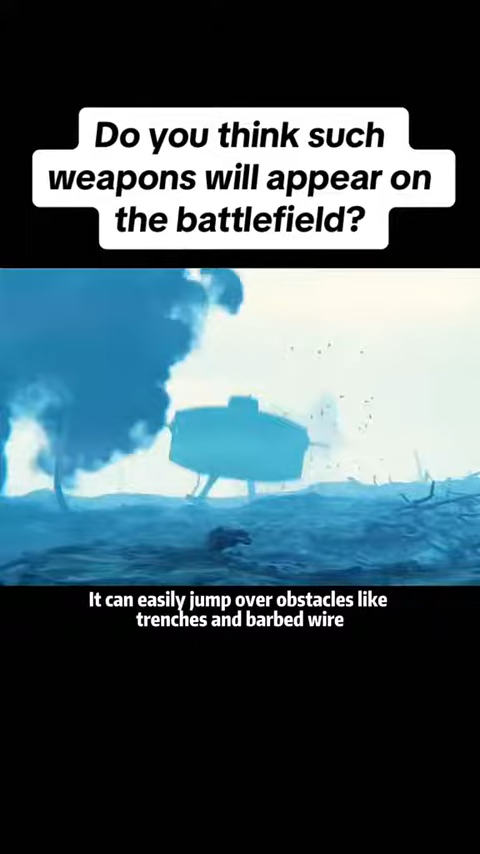 Do you think such
weapons will appear on
the battlefield?
It can easily jump over obstacles like
trenches and barbed wire